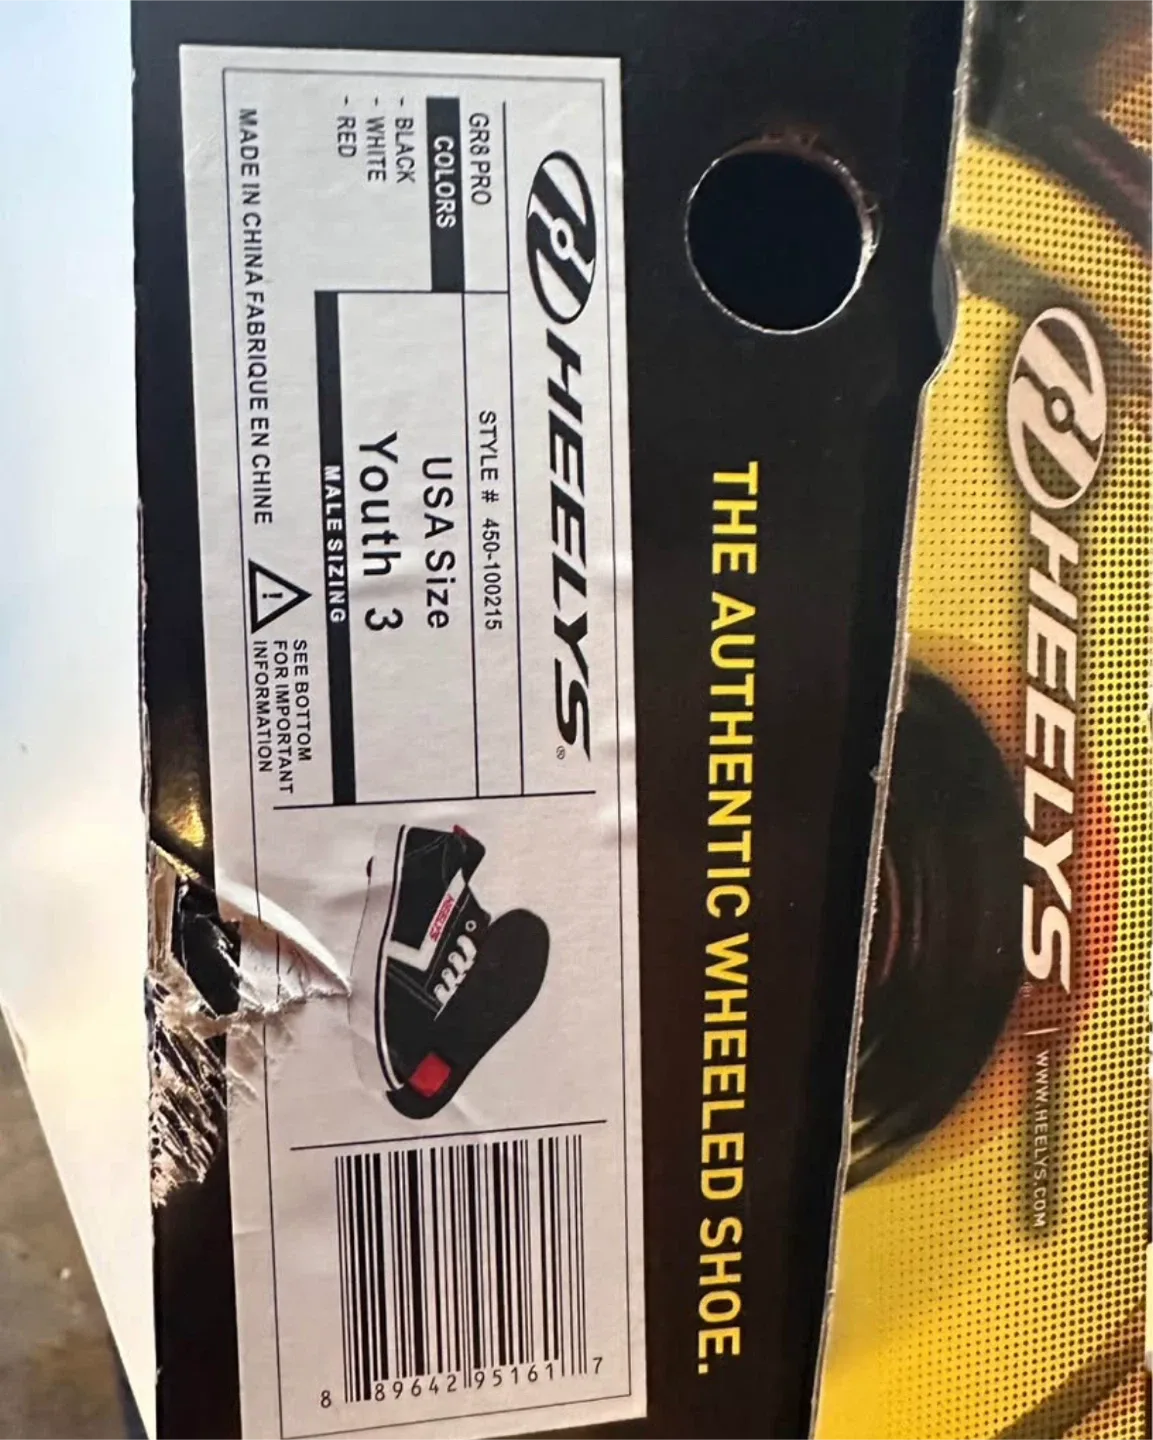 HEELYS®
GR8 PRO
STYLE # 450-100215
COLORS
- BLACK
- WHITE
- RED
USA Size
Youth 3
MALE SIZING
MADE IN CHINA FABRIQUE EN CHINE
!
SEE BOTTOM
FOR IMPORTANT
INFORMATION
HEELYS
8 89642 95161 7
THE AUTHENTIC WHEELED SHOE.
HEELYS® | WWW.HEELYS.COM